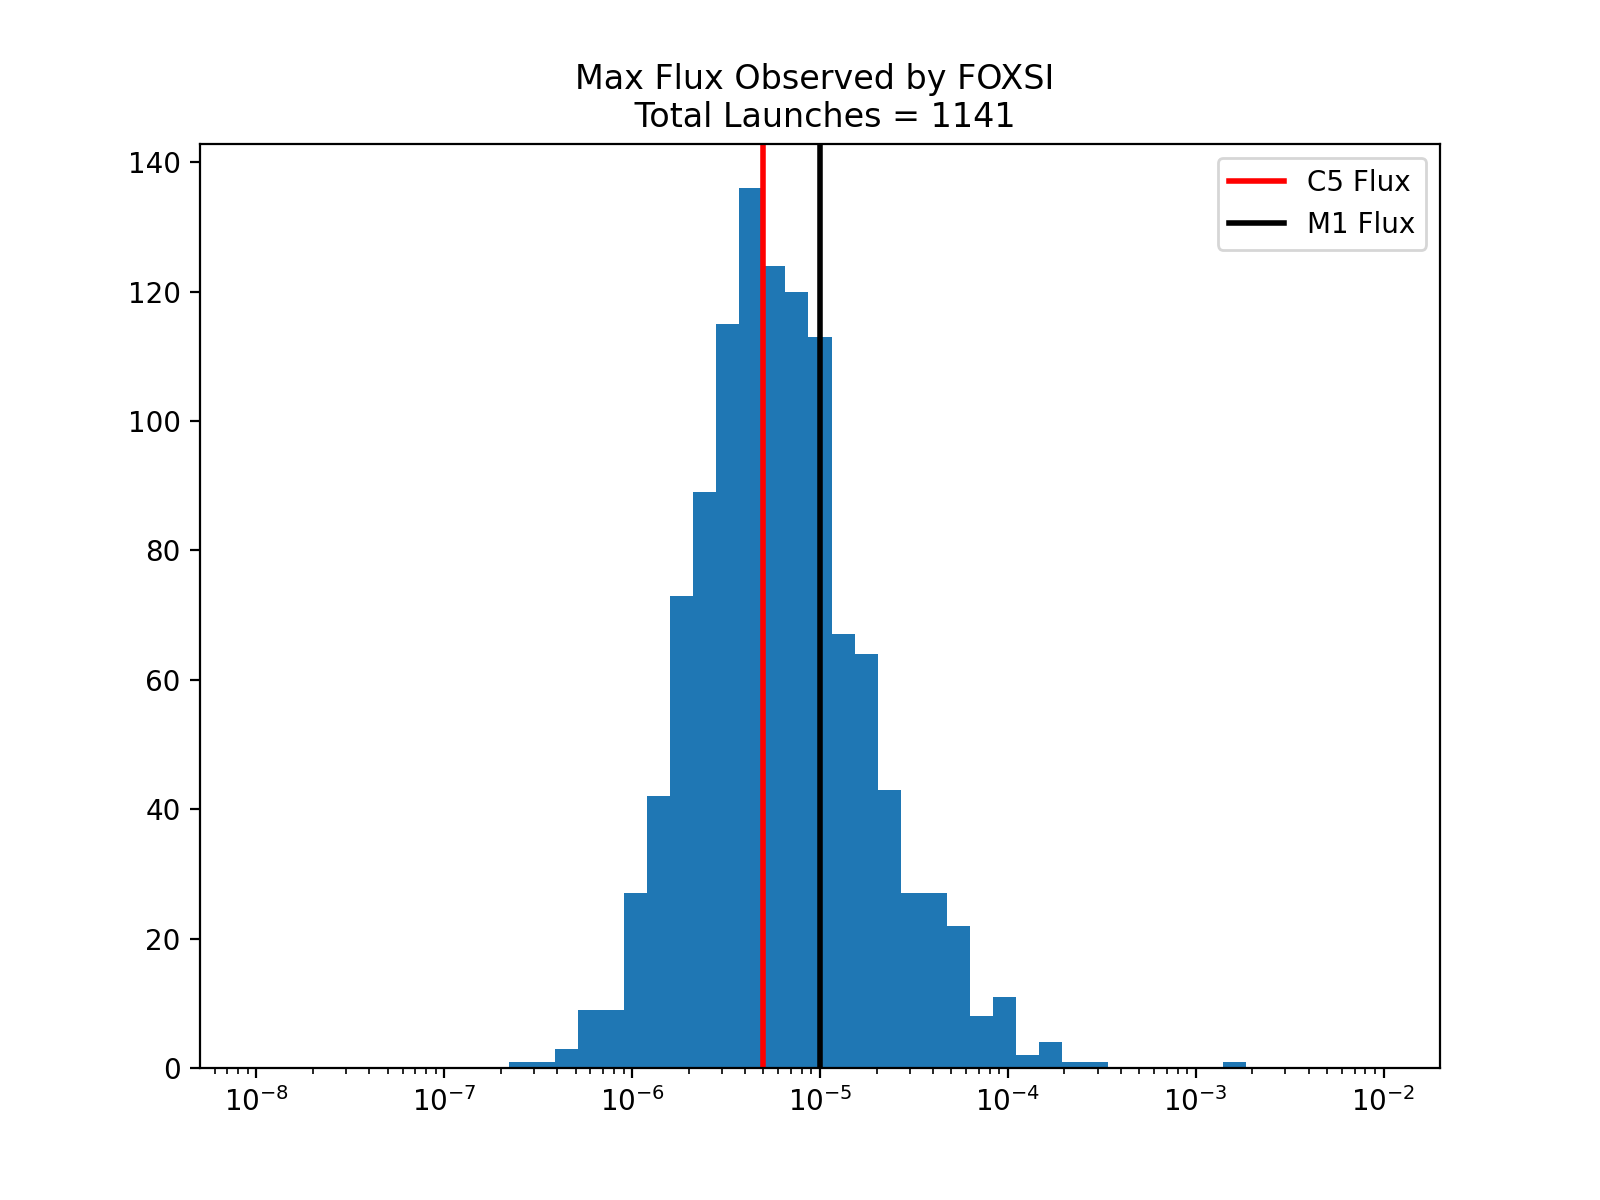 Max Flux Observed by FOXSI
Total Launches = 1141
C5 Flux
M1 Flux
140
120
100
80
60
40
20
0
10⁻⁸ 10⁻⁷ 10⁻⁶ 10⁻⁵ 10⁻⁴ 10⁻³ 10⁻²